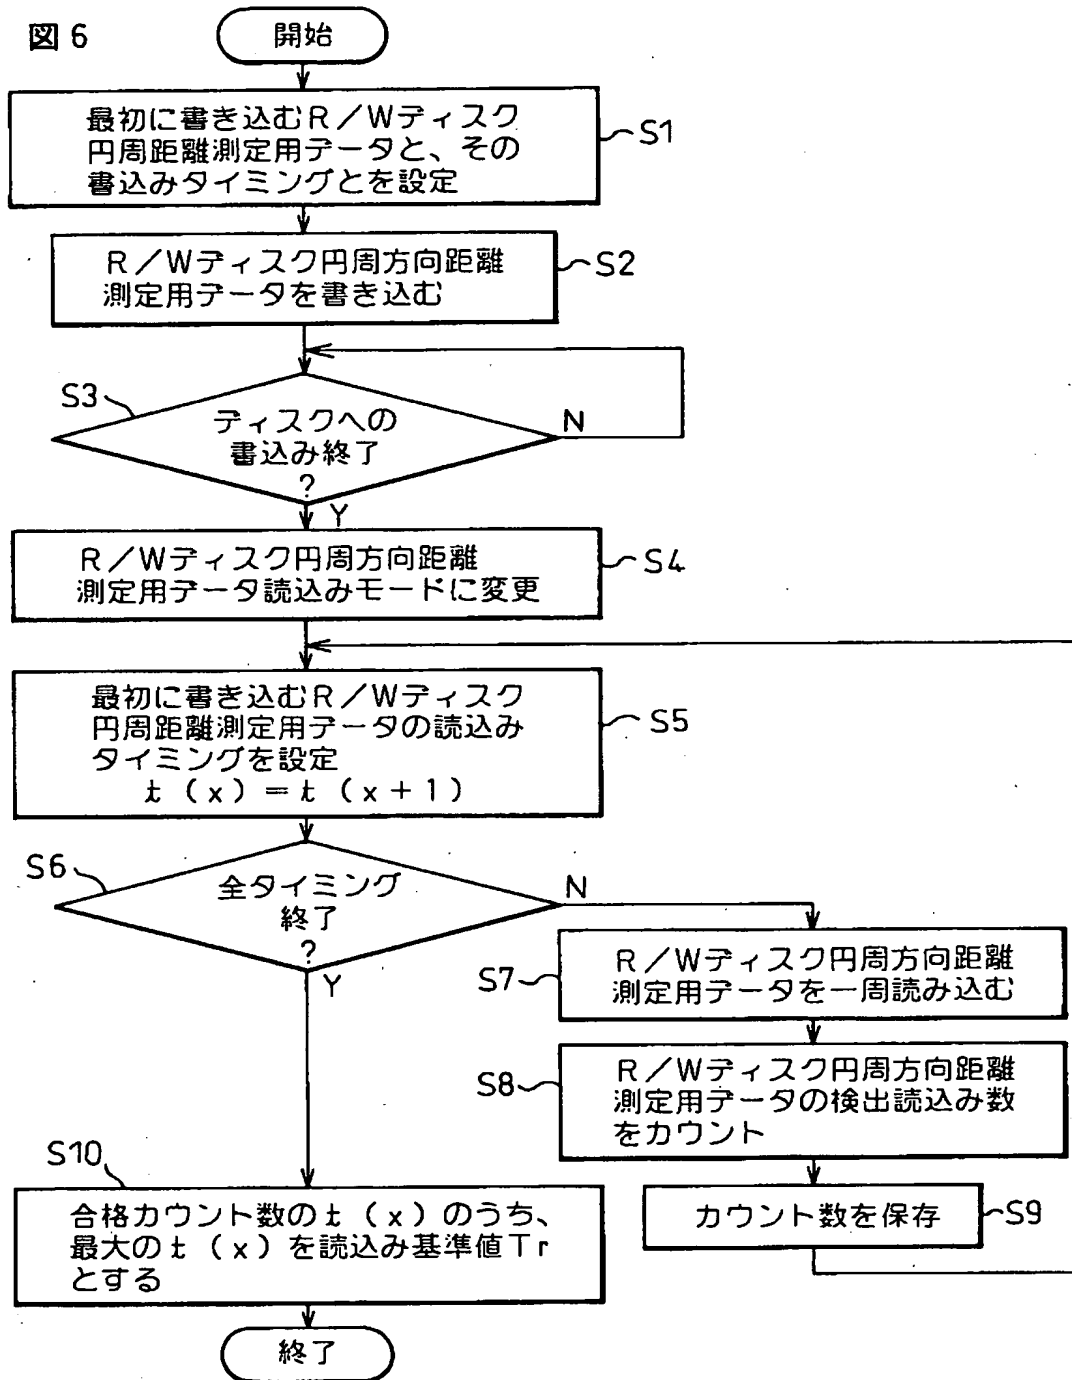 図6
開始
最初に書き込むR/Wディスク
円周距離測定用データと、その
書込みタイミングとを設定
S1
R/Wディスク円周方向距離
測定用データを書き込む
S2
S3
ディスクへの
書込み終了
?
N
Y
R/Wディスク円周方向距離
測定用データ読込みモードに変更
S4
最初に書き込むR/Wディスク
円周距離測定用データの読込み
タイミングを設定
t(x)=t(x+1)
S5
S6
全タイミング
終了
?
N
Y
S7
R/Wディスク円周方向距離
測定用データを一周読み込む
S8
R/Wディスク円周方向距離
測定用データの検出読込み数
をカウント
カウント数を保存
S9
S10
合格カウント数のt(x)のうち、
最大のt(x)を読込み基準値Tr
とする
終了